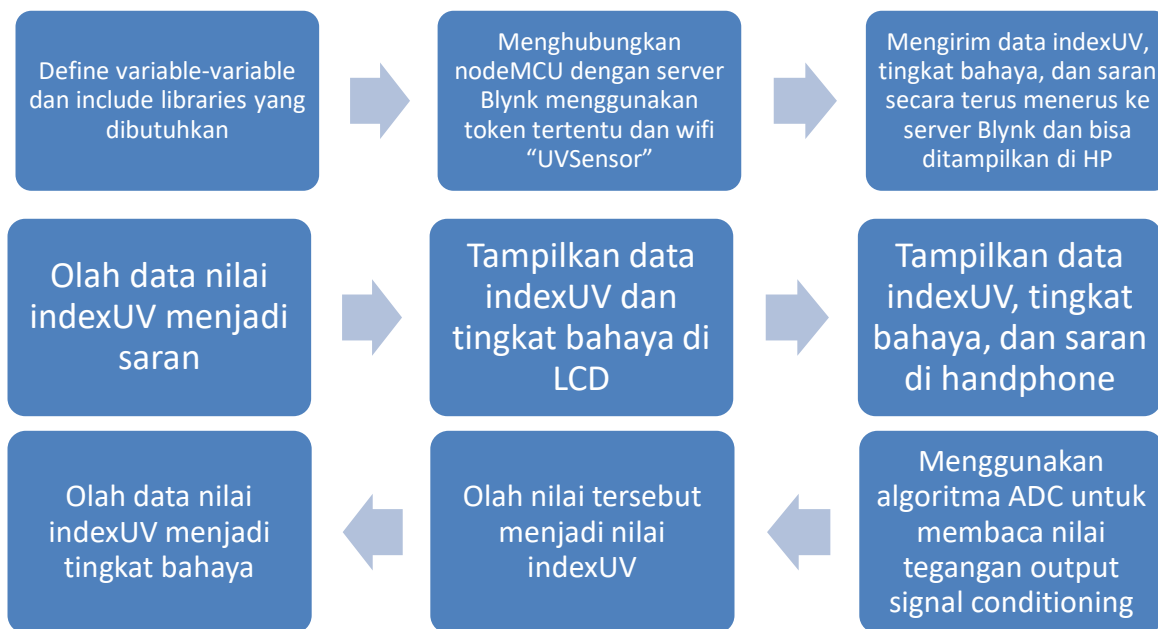 Define variable-variable
dan include libraries yang
dibutuhkan
Menghubungkan
nodeMCU dengan server
Blynk menggunakan
token tertentu dan wifi
“UVSensor”
Mengirim data indexUV,
tingkat bahaya, dan saran
secara terus menerus ke
server Blynk dan bisa
ditampilkan di HP
Olah data nilai
indexUV menjadi
saran
Tampilkan data
indexUV dan
tingkat bahaya di
LCD
Tampilkan data
indexUV, tingkat
bahaya, dan saran
di handphone
Olah data nilai
indexUV menjadi
tingkat bahaya
Olah nilai tersebut
menjadi nilai
indexUV
Menggunakan
algoritma ADC untuk
membaca nilai
tegangan output
signal conditioning